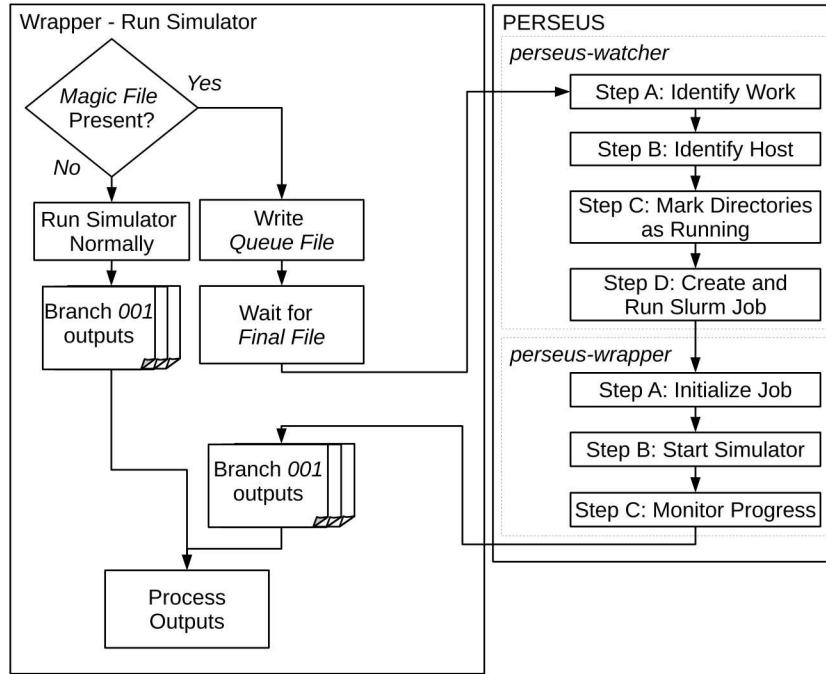 Wrapper - Run Simulator
Magic File
Present?
Yes
No
Run Simulator
Normally
Write
Queue File
Branch 001
outputs
Wait for
Final File
Branch 001
outputs
Process
Outputs
PERSEUS
perseus-watcher
Step A: Identify Work
Step B: Identify Host
Step C: Mark Directories
as Running
Step D: Create and
Run Slurm Job
perseus-wrapper
Step A: Initialize Job
Step B: Start Simulator
Step C: Monitor Progress